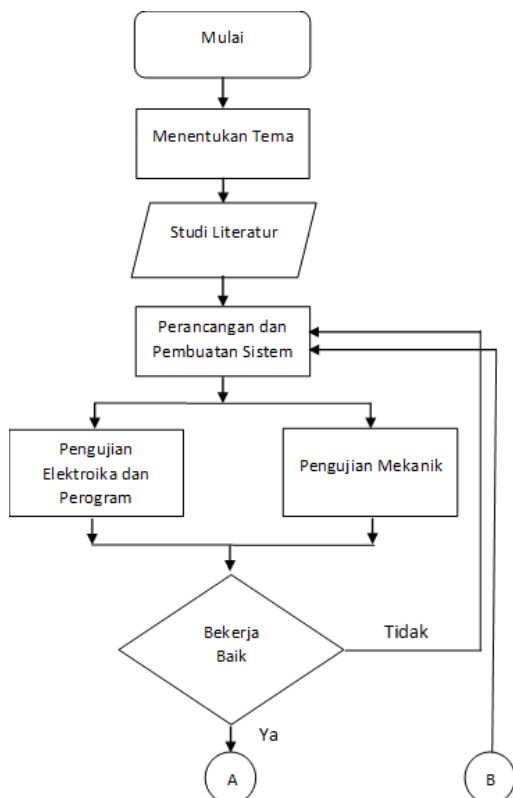 Mulai
Menentukan Tema
Studi Literatur
Perancangan dan
Pembuatan Sistem
Pengujian
Elektroika dan
Perogram
Pengujian Mekanik
Bekerja
Baik
Tidak
Ya
A
B